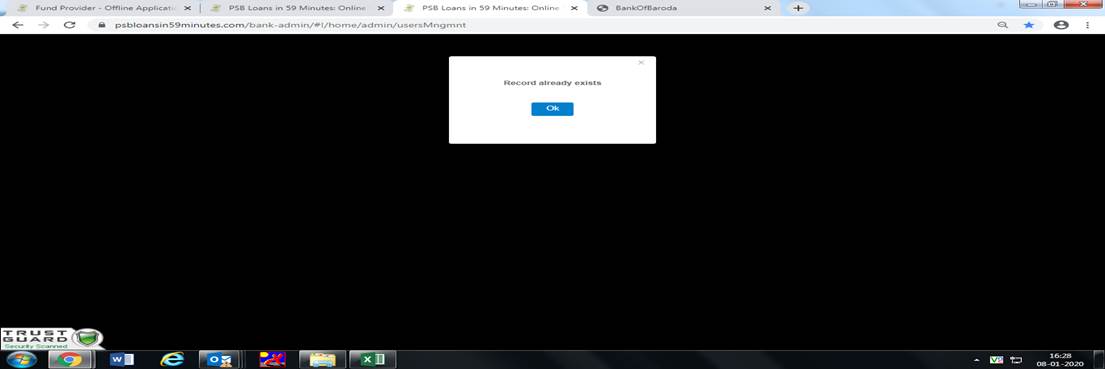 Fund Provider - Offline Applicati
PSB Loans in 59 Minutes: Online
PSB Loans in 59 Minutes: Online
BankOfBaroda
psbloansin59minutes.com/bank-admin/#!/home/admin/usersMngmnt
Record already exists
Ok
TRUST
GUARD
Security Scanned
16:28
08-01-2020